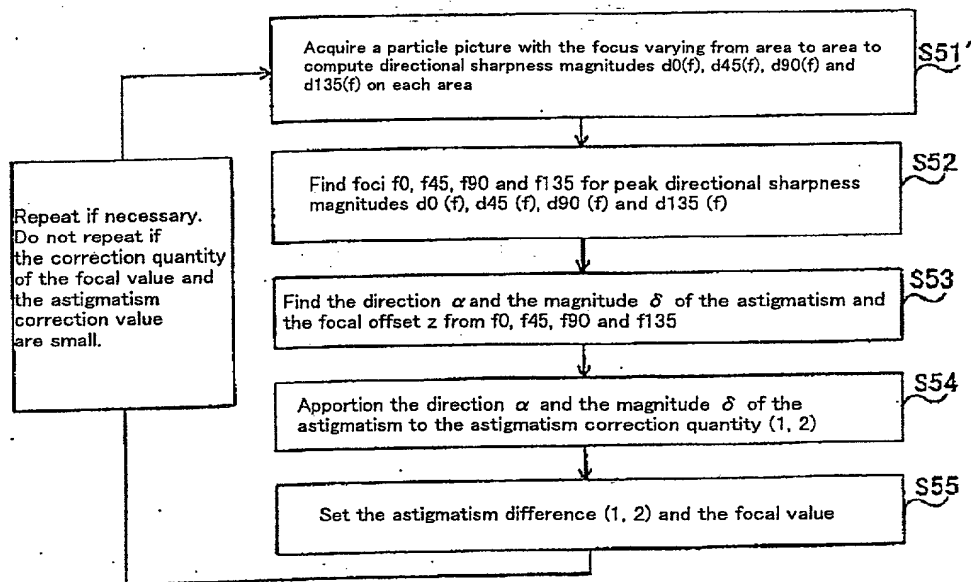 Acquire a particle picture with the focus varying from area to area to
compute directional sharpness magnitudes d0(f), d45(f), d90(f) and
d135(f) on each area
S51'
Find foci f0, f45, f90 and f135 for peak directional sharpness
magnitudes d0 (f), d45 (f), d90 (f) and d135 (f)
S52
Repeat if necessary.
Do not repeat if
the correction quantity
of the focal value and
the astigmatism
correction value
are small.
Find the direction α and the magnitude δ of the astigmatism and
the focal offset z from f0, f45, f90 and f135
S53
Apportion the direction α and the magnitude δ of the
astigmatism to the astigmatism correction quantity (1, 2)
S54
Set the astigmatism difference (1, 2) and the focal value
S55